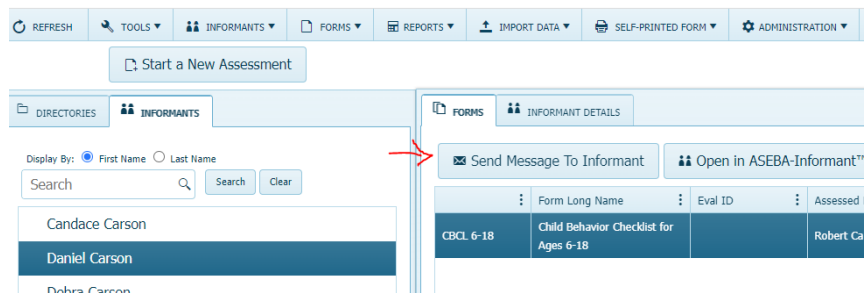 REFRESH TOOLS ▼ INFORMANTS ▼ FORMS ▼ REPORTS ▼ IMPORT DATA ▼ SELF-PRINTED FORM ▼ ADMINISTRATION ▼
Start a New Assessment
DIRECTORIES INFORMANTS
FORMS INFORMANT DETAILS
Display By: First Name Last Name
Search Search Clear
Send Message To Informant Open in ASEBA-Informant™
Form Long Name Eval ID Assessed
Candace Carson
CBCL 6-18 Child Behavior Checklist for
Ages 6-18
Robert Ca
Daniel Carson
Debra Carson